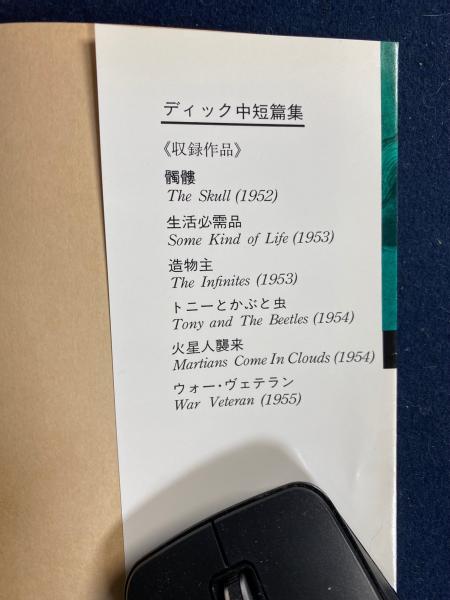 ディック中短篇集
《収録作品》
髑髏
The Skull (1952)
生活必需品
Some Kind of Life (1953)
造物主
The Infinites (1953)
トニーとかぶと虫
Tony and The Beetles (1954)
火星人襲来
Martians Come In Clouds (1954)
ウォー・ヴェテラン
War Veteran (1955)